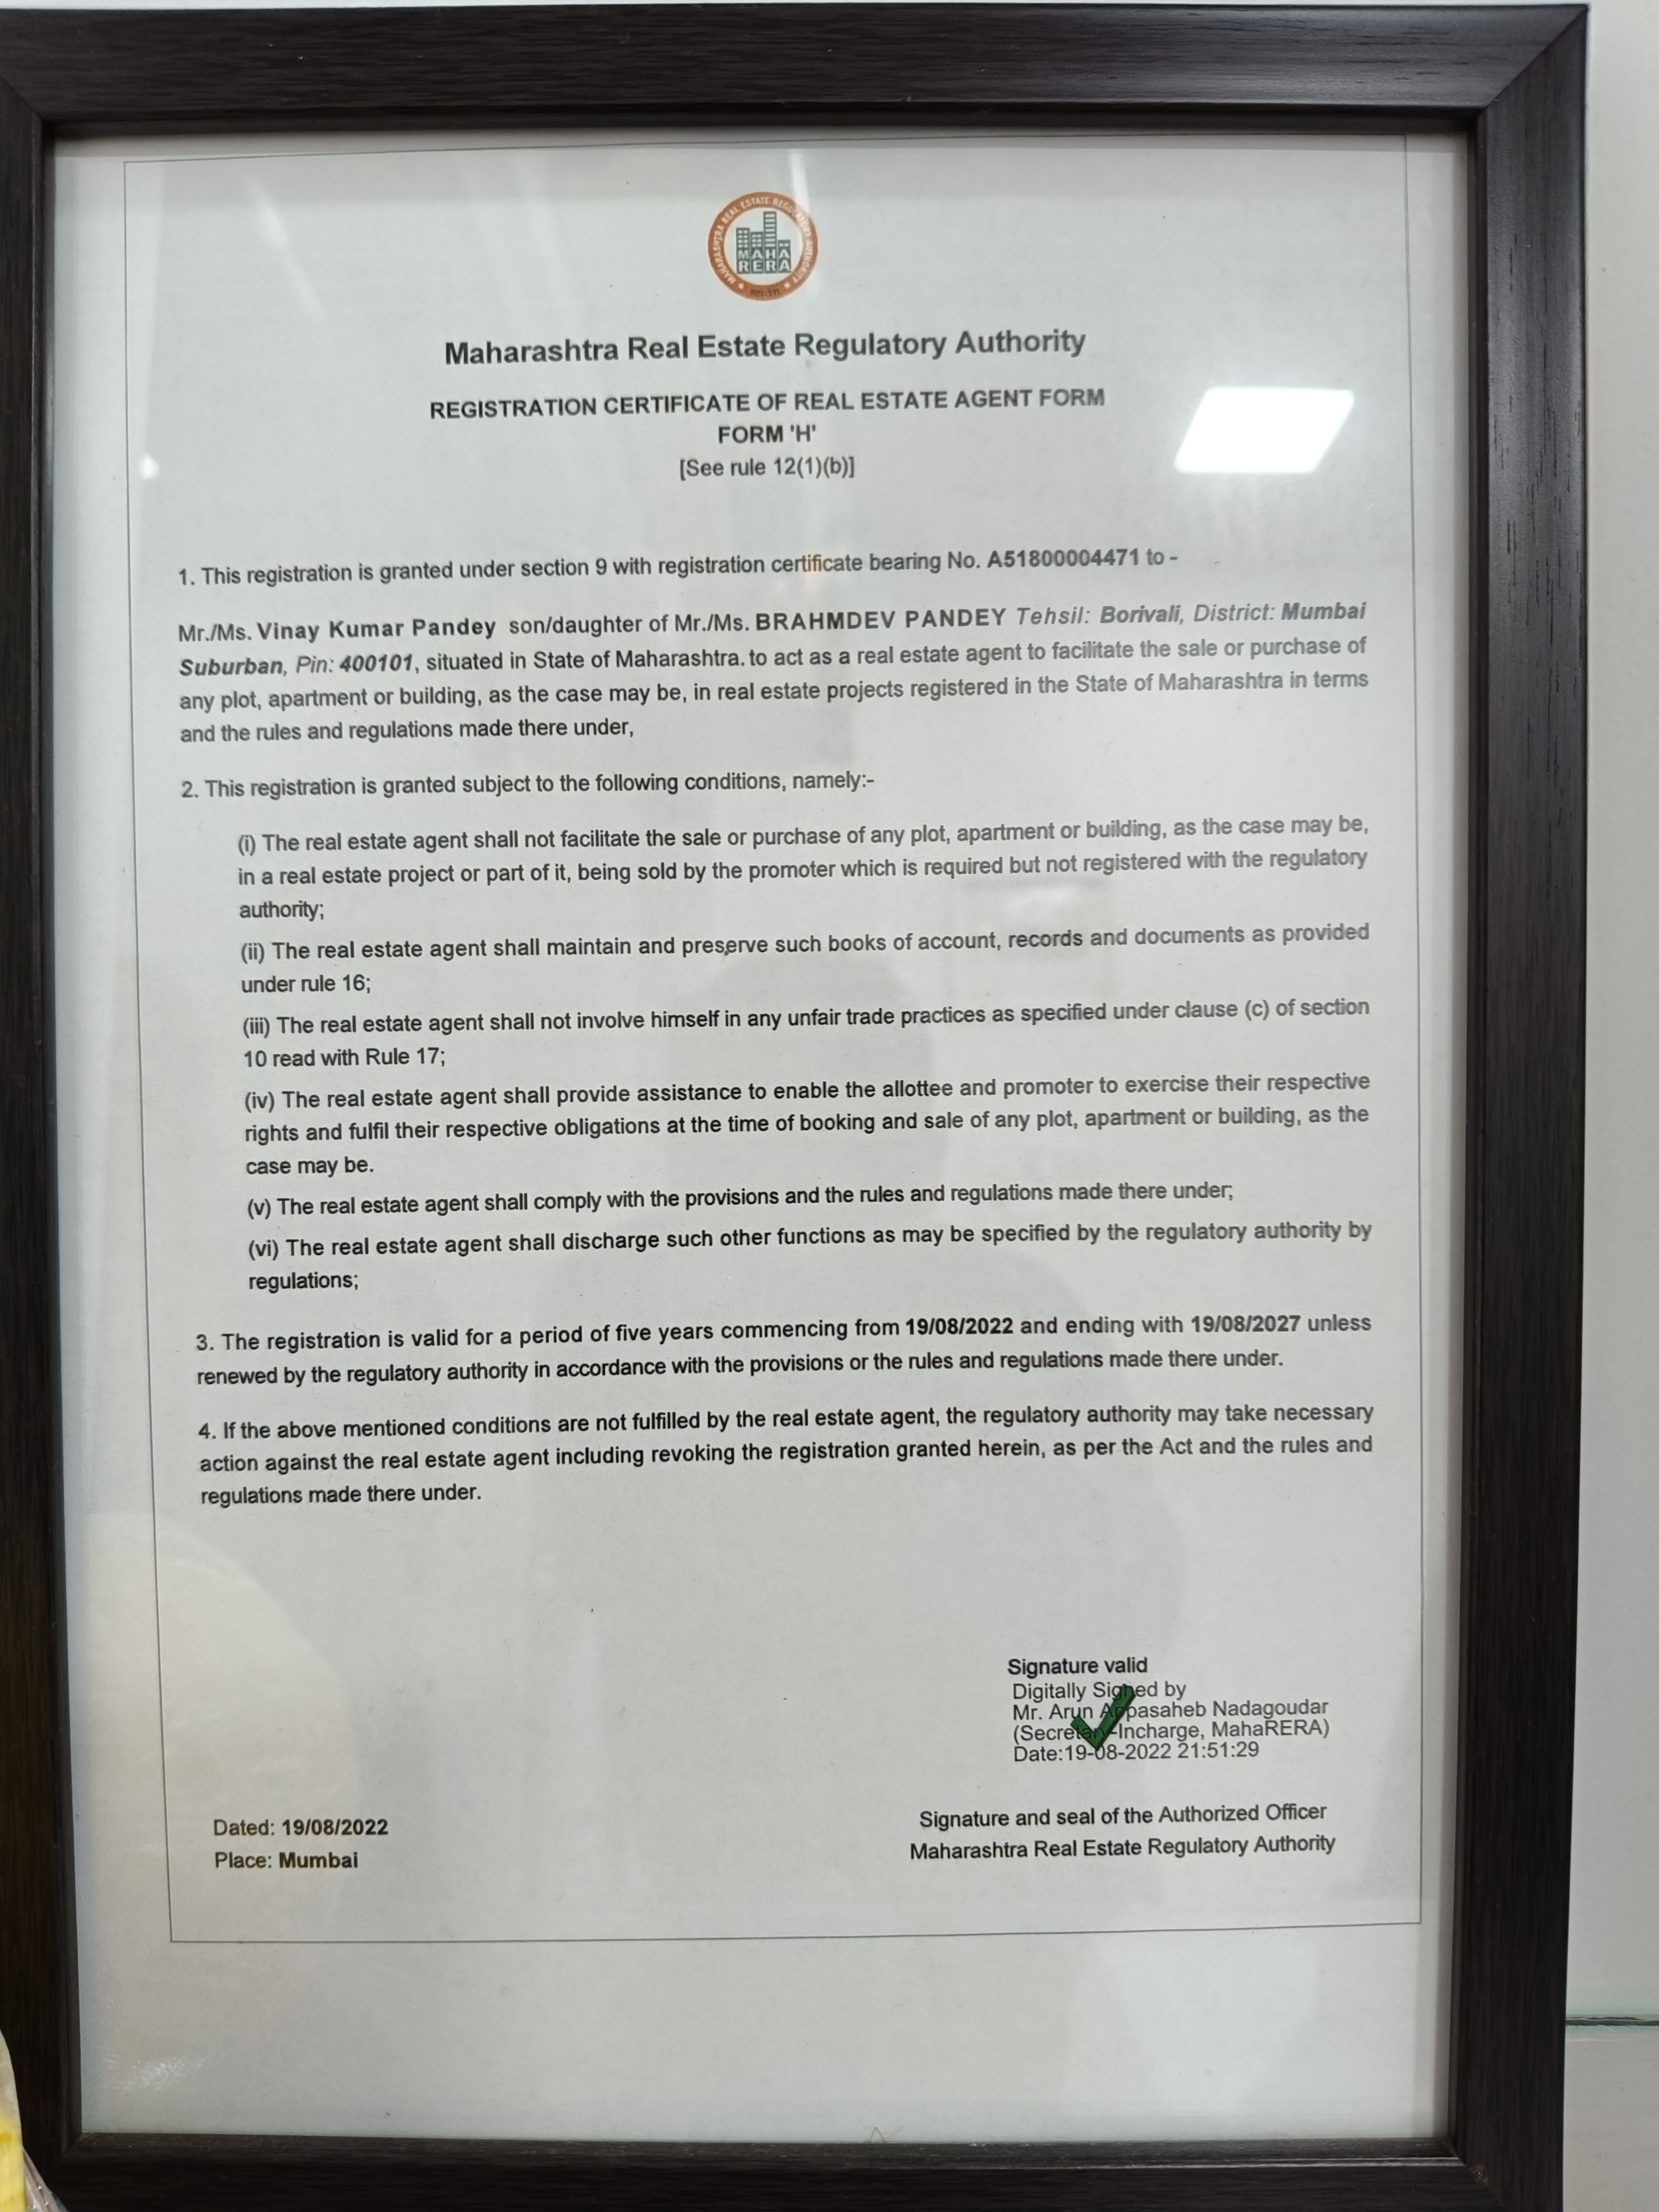 MAHARASHTRA REAL ESTATE REGULATORY AUTHORITY
MAHA
RERA
Maharashtra Real Estate Regulatory Authority
REGISTRATION CERTIFICATE OF REAL ESTATE AGENT FORM
FORM 'H'
[See rule 12(1)(b)]
1. This registration is granted under section 9 with registration certificate bearing No. A51800004471 to -
Mr./Ms. Vinay Kumar Pandey son/daughter of Mr./Ms. BRAHMDEV PANDEY Tehsil: Borivali, District: Mumbai
Suburban, Pin: 400101, situated in State of Maharashtra. to act as a real estate agent to facilitate the sale or purchase of
any plot, apartment or building, as the case may be, in real estate projects registered in the State of Maharashtra in terms
and the rules and regulations made there under,
2. This registration is granted subject to the following conditions, namely:-
(i) The real estate agent shall not facilitate the sale or purchase of any plot, apartment or building, as the case may be,
in a real estate project or part of it, being sold by the promoter which is required but not registered with the regulatory
authority;
(ii) The real estate agent shall maintain and preserve such books of account, records and documents as provided
under rule 16;
(iii) The real estate agent shall not involve himself in any unfair trade practices as specified under clause (c) of section
10 read with Rule 17;
(iv) The real estate agent shall provide assistance to enable the allottee and promoter to exercise their respective
rights and fulfil their respective obligations at the time of booking and sale of any plot, apartment or building, as the
case may be.
(v) The real estate agent shall comply with the provisions and the rules and regulations made there under;
(vi) The real estate agent shall discharge such other functions as may be specified by the regulatory authority by
regulations;
3. The registration is valid for a period of five years commencing from 19/08/2022 and ending with 19/08/2027 unless
renewed by the regulatory authority in accordance with the provisions or the rules and regulations made there under.
4. If the above mentioned conditions are not fulfilled by the real estate agent, the regulatory authority may take necessary
action against the real estate agent including revoking the registration granted herein, as per the Act and the rules and
regulations made there under.
Signature valid
Digitally Signed by
Mr. Arun Appasaheb Nadagoudar
(Secretary-Incharge, MahaRERA)
Date:19-08-2022 21:51:29
Dated: 19/08/2022
Place: Mumbai
Signature and seal of the Authorized Officer
Maharashtra Real Estate Regulatory Authority